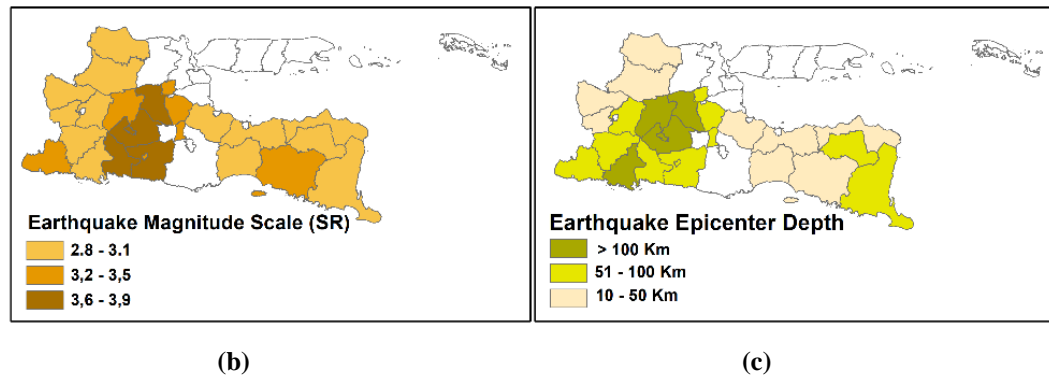 Earthquake Magnitude Scale (SR)
2.8 - 3.1
3,2 - 3,5
3,6 - 3,9
Earthquake Epicenter Depth
> 100 Km
51 - 100 Km
10 - 50 Km
(b)
(c)